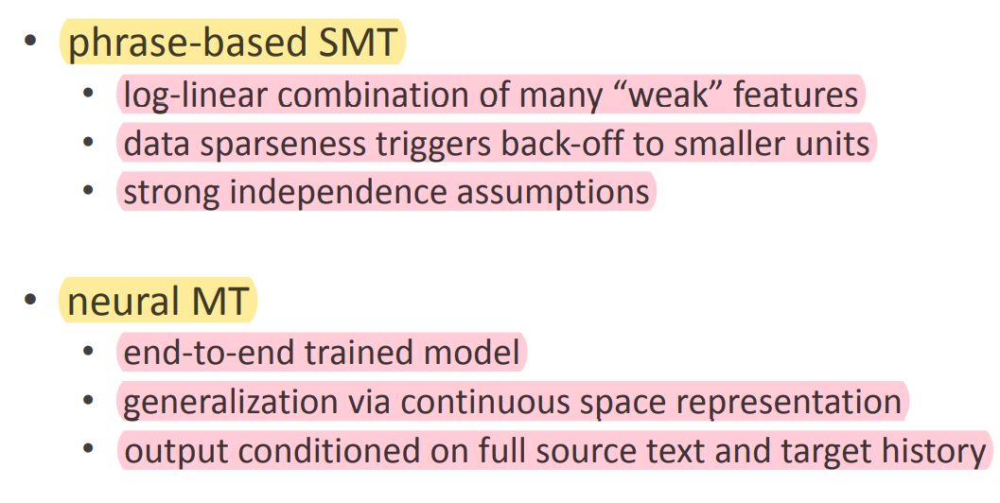 • phrase-based SMT
• log-linear combination of many “weak” features
• data sparseness triggers back-off to smaller units
• strong independence assumptions
• neural MT
• end-to-end trained model
• generalization via continuous space representation
• output conditioned on full source text and target history